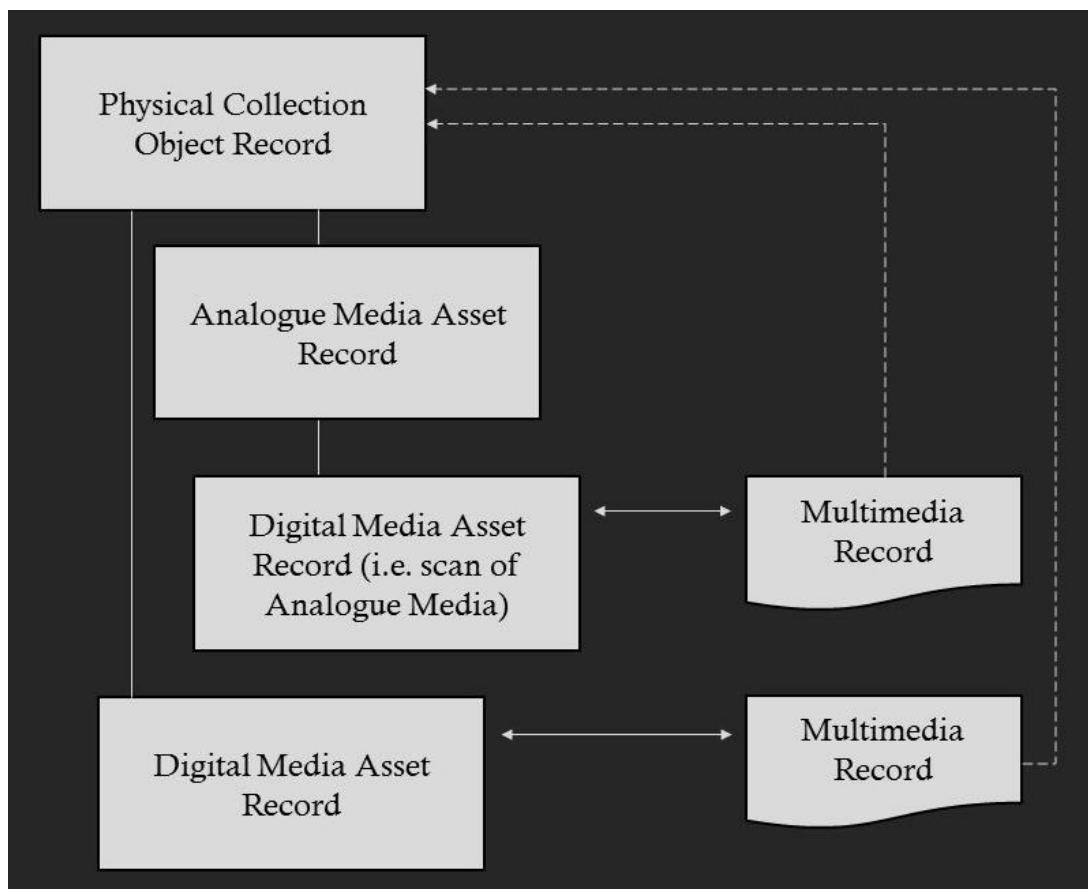 Physical Collection
Object Record
Analogue Media Asset
Record
Digital Media Asset
Record (i.e. scan of
Analogue Media)
Multimedia
Record
Digital Media Asset
Record
Multimedia
Record